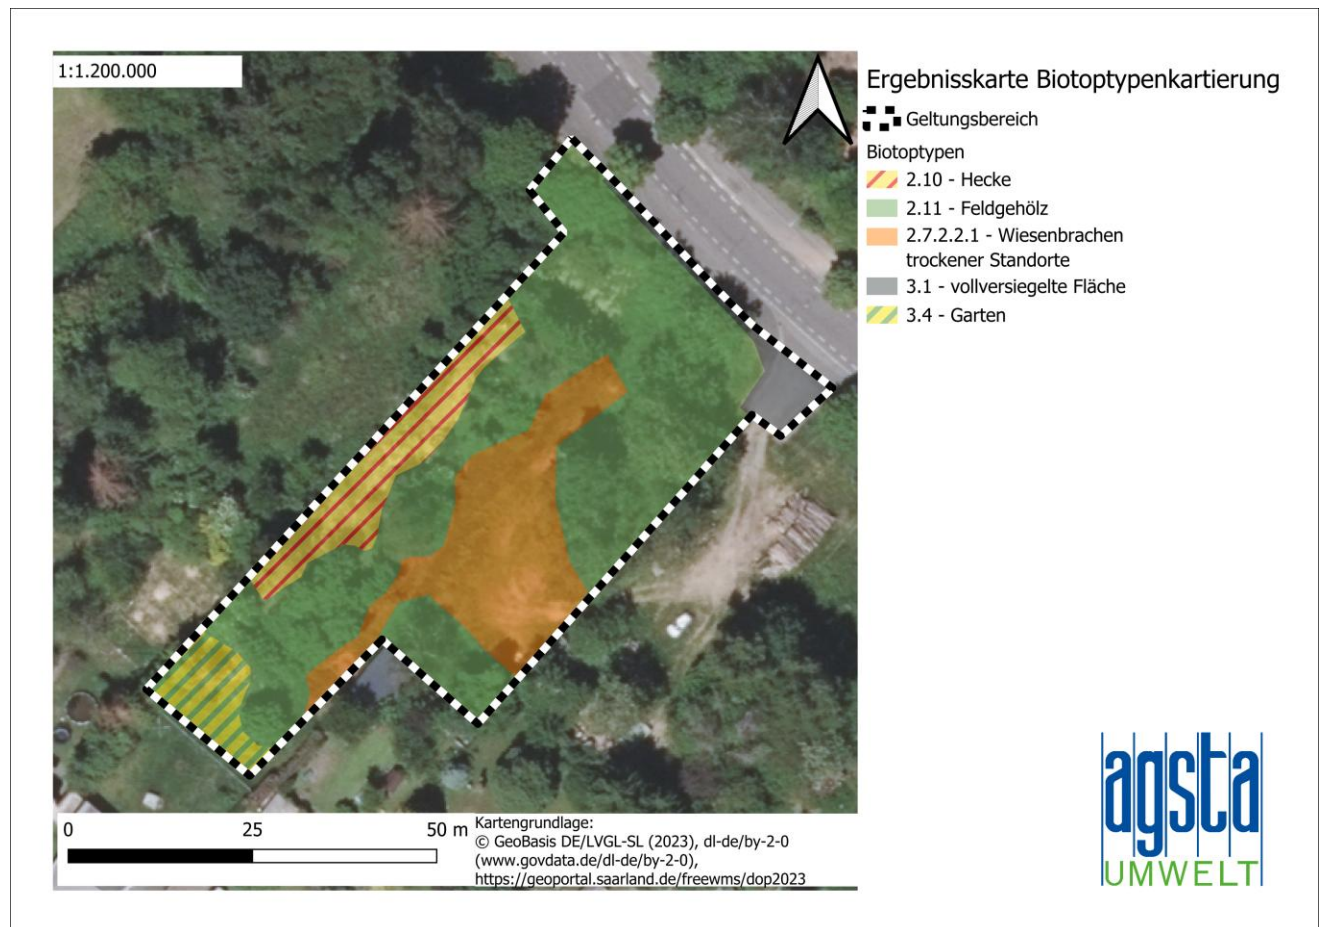 1:1.200.000
Ergebnisskarte Biotoptypenkartierung
Geltungsbereich
Biotoptypen
2.10 - Hecke
2.11 - Feldgehölz
2.7.2.2.1 - Wiesenbrachen
trockener Standorte
3.1 - vollversiegelte Fläche
3.4 - Garten
0 25 50 m
Kartengrundlage:
© GeoBasis DE/LVGL-SL (2023), dl-de/by-2-0
(www.govdata.de/dl-de/by-2-0),
https://geoportal.saarland.de/freewms/dop2023
agsta
UMWELT